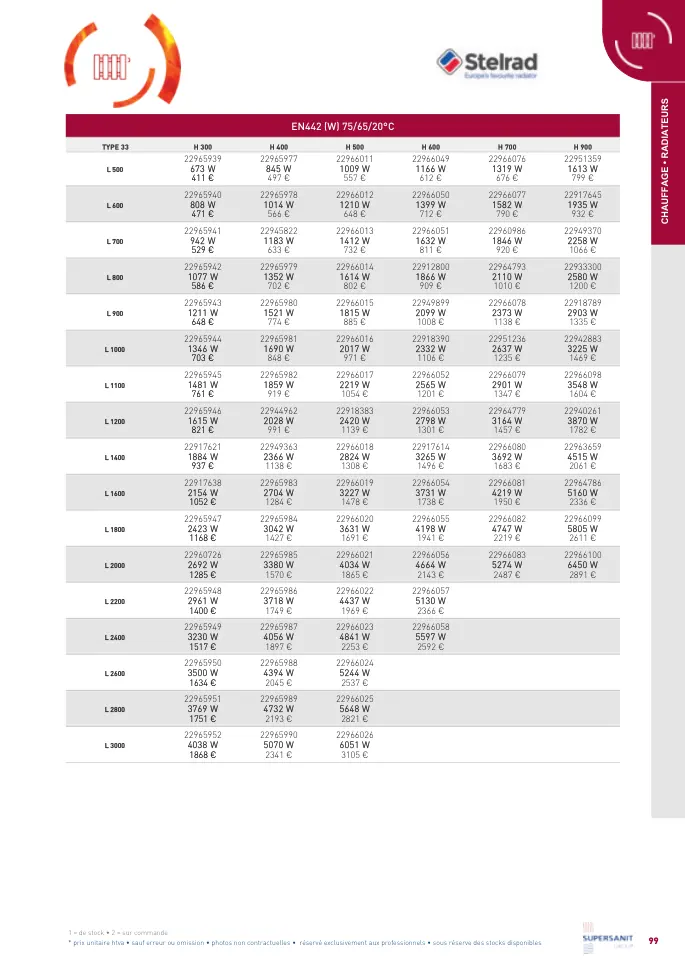 Stelrad
Europe's favourite radiator
CHAUFFAGE • RADIATEURS
EN442 (W) 75/65/20°C
TYPE 33 H 300 H 400 H 500 H 600 H 700 H 900
22965939 22965977 22966011 22966049 22966076 22951359
L 500 673 W 845 W 1009 W 1166 W 1319 W 1613 W
411 € 497 € 557 € 612 € 676 € 799 €
22965940 22965978 22966012 22966050 22966077 22917645
L 600 808 W 1014 W 1210 W 1399 W 1582 W 1935 W
471 € 566 € 648 € 712 € 790 € 932 €
22965941 22945822 22966013 22966051 22960986 22949370
L 700 942 W 1183 W 1412 W 1632 W 1846 W 2258 W
529 € 633 € 732 € 811 € 920 € 1066 €
22965942 22965979 22966014 22912800 22964793 22933300
L 800 1077 W 1352 W 1614 W 1866 W 2110 W 2580 W
586 € 702 € 802 € 909 € 1010 € 1200 €
22965943 22965980 22966015 22949899 22966078 22918789
L 900 1211 W 1521 W 1815 W 2099 W 2373 W 2903 W
648 € 774 € 885 € 1008 € 1138 € 1335 €
22965944 22965981 22966016 22918390 22951236 22942883
L 1000 1346 W 1690 W 2017 W 2332 W 2637 W 3225 W
703 € 848 € 971 € 1106 € 1235 € 1469 €
22965945 22965982 22966017 22966052 22966079 22966098
L 1100 1481 W 1859 W 2219 W 2565 W 2901 W 3548 W
761 € 919 € 1054 € 1201 € 1347 € 1604 €
22965946 22944962 22918383 22966053 22964779 22940261
L 1200 1615 W 2028 W 2420 W 2798 W 3164 W 3870 W
821 € 991 € 1139 € 1301 € 1457 € 1782 €
22917621 22949363 22966018 22917614 22966080 22963659
L 1400 1884 W 2366 W 2824 W 3265 W 3692 W 4515 W
937 € 1138 € 1308 € 1496 € 1683 € 2061 €
22917638 22965983 22966019 22966054 22966081 22964786
L 1600 2154 W 2704 W 3227 W 3731 W 4219 W 5160 W
1052 € 1284 € 1478 € 1738 € 1950 € 2336 €
22965947 22965984 22966020 22966055 22966082 22966099
L 1800 2423 W 3042 W 3631 W 4198 W 4747 W 5805 W
1168 € 1427 € 1691 € 1941 € 2219 € 2611 €
22960726 22965985 22966021 22966056 22966083 22966100
L 2000 2692 W 3380 W 4034 W 4664 W 5274 W 6450 W
1285 € 1570 € 1865 € 2143 € 2487 € 2891 €
22965948 22965986 22966022 22966057
L 2200 2961 W 3718 W 4437 W 5130 W
1400 € 1749 € 1969 € 2366 €
22965949 22965987 22966023 22966058
L 2400 3230 W 4056 W 4841 W 5597 W
1517 € 1897 € 2253 € 2592 €
22965950 22965988 22966024
L 2600 3500 W 4394 W 5244 W
1634 € 2045 € 2537 €
22965951 22965989 22966025
L 2800 3769 W 4732 W 5648 W
1751 € 2193 € 2821 €
22965952 22965990 22966026
L 3000 4038 W 5070 W 6051 W
1868 € 2341 € 3105 €
1 = de stock • 2 = sur commande
* prix unitaire htva • sauf erreur ou omission • photos non contractuelles • réservé exclusivement aux professionnels • sous réserve des stocks disponibles
SUPERSANIT
GROUP
99